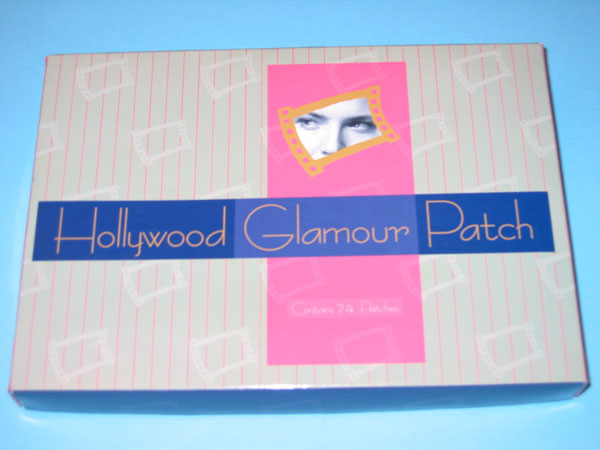 Hollywood Glamour Patch
Contains 24 Patches